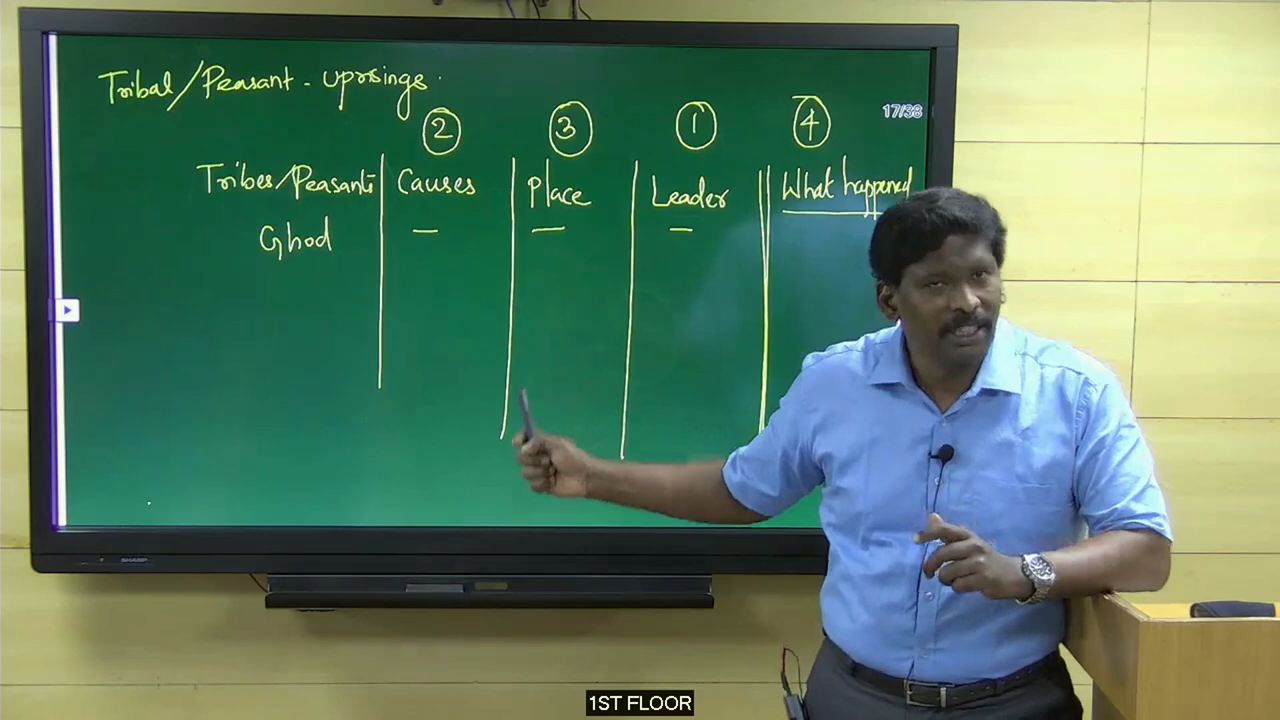 Tribal/Peasant - uprisings.
② ③ ① ④ 17/38
Tribes/Peasants Causes Place Leader What happened
Ghod — — —
SHARP
1ST FLOOR